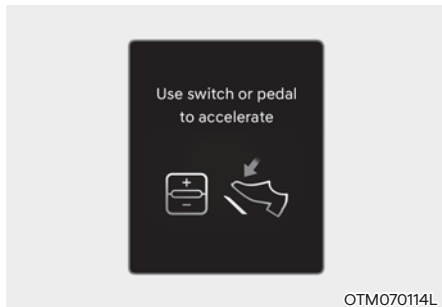 Use switch or pedal
to accelerate
+
−
OTM070114L